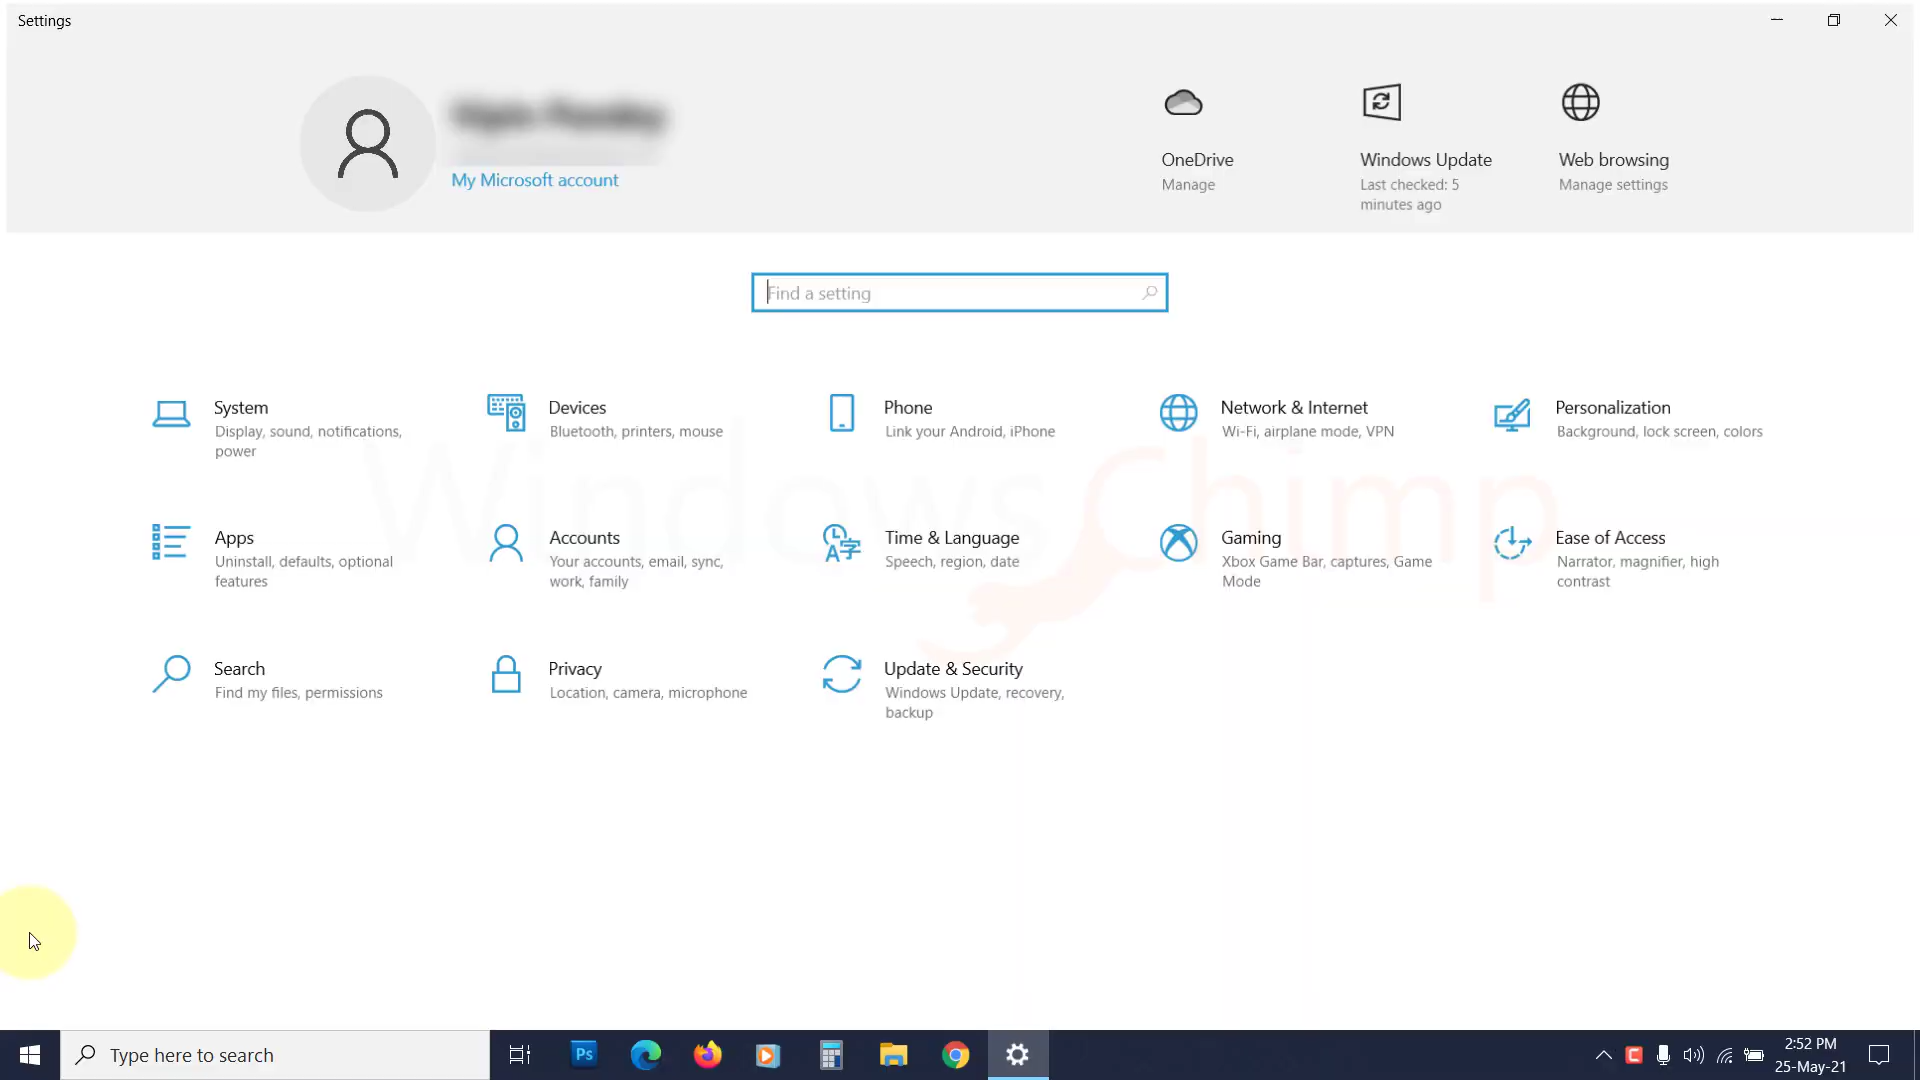 Settings
My Microsoft account
OneDrive
Manage
Windows Update
Last checked: 5
minutes ago
Web browsing
Manage settings
Find a setting
System
Display, sound, notifications,
power
Devices
Bluetooth, printers, mouse
Phone
Link your Android, iPhone
Network & Internet
Wi-Fi, airplane mode, VPN
Personalization
Background, lock screen, colors
Windows Chimp
Apps
Uninstall, defaults, optional
features
Accounts
Your accounts, email, sync,
work, family
Time & Language
Speech, region, date
Gaming
Xbox Game Bar, captures, Game
Mode
Ease of Access
Narrator, magnifier, high
contrast
Search
Find my files, permissions
Privacy
Location, camera, microphone
Update & Security
Windows Update, recovery,
backup
Type here to search
Ps
2:52 PM
25-May-21